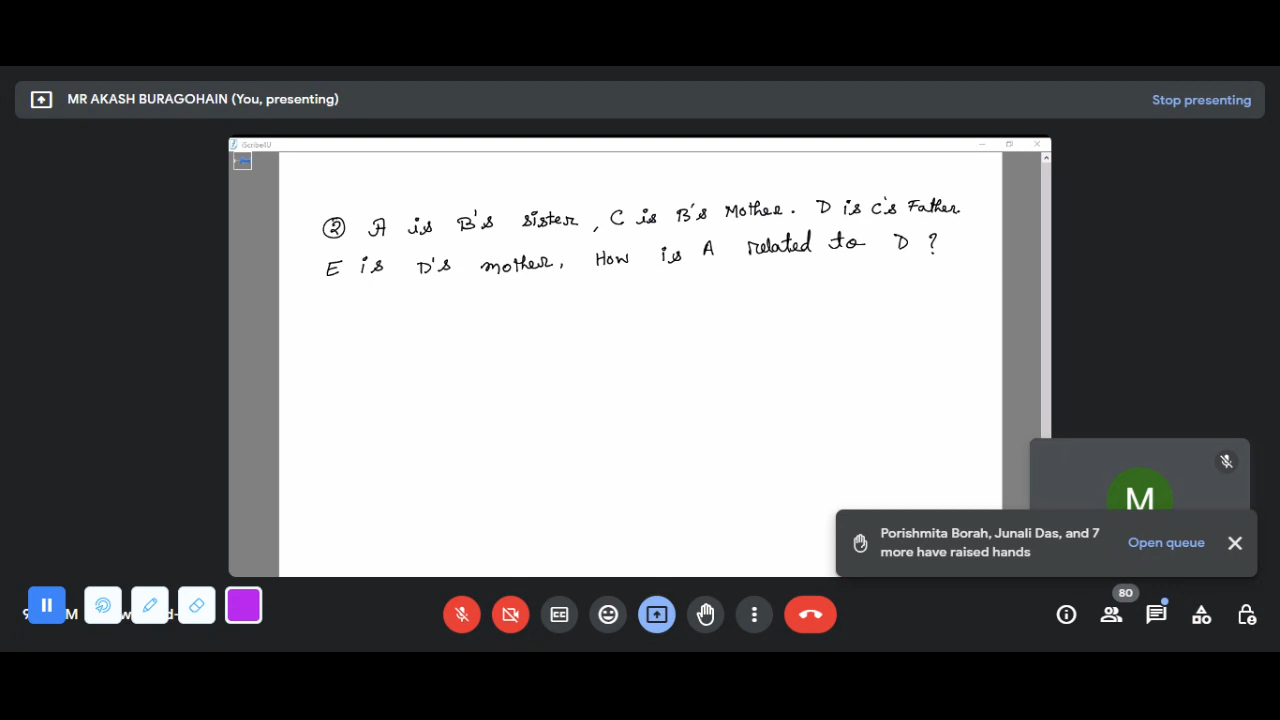 MR AKASH BURAGOHAIN (You, presenting)
Stop presenting
iScribe4U
② A is B's sister, C is B's Mother. D is C's Father
E is D's mother, How is A related to D ?
M
Porishmita Borah, Junali Das, and 7
more have raised hands
Open queue
80